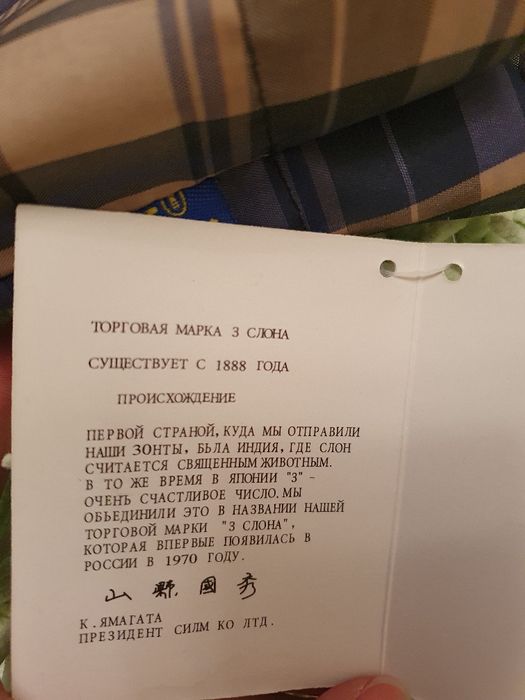 ТОРГОВАЯ МАРКА 3 СЛОНА
СУЩЕСТВУЕТ С 1888 ГОДА
ПРОИСХОЖДЕНИЕ
ПЕРВОЙ СТРАНОЙ, КУДА МЫ ОТПРАВИЛИ
НАШИ ЗОНТЫ, БЬЛА ИНДИЯ, ГДЕ СЛОН
СЧИТАЕТСЯ СВЯЩЕННЫМ ЖИВОТНЫМ.
В ТО ЖЕ ВРЕМЯ В ЯПОНИИ "3" -
ОЧЕНЪ СЧАСТЛИВОЕ ЧИСЛО. МЫ
ОБЪЕДИНИЛИ ЭТО В НАЗВАНИИ НАШЕЙ
ТОРГОВОЙ МАРКИ "3 СЛОНА",
КОТОРАЯ ВПЕРВЫЕ ПОЯВИЛАСЬ В
РОССИИ В 1970 ГОДУ.
山縣國秀
К. ЯМАГАТА
ПРЕЗИДЕНТ СИЛМ КО ЛТД.